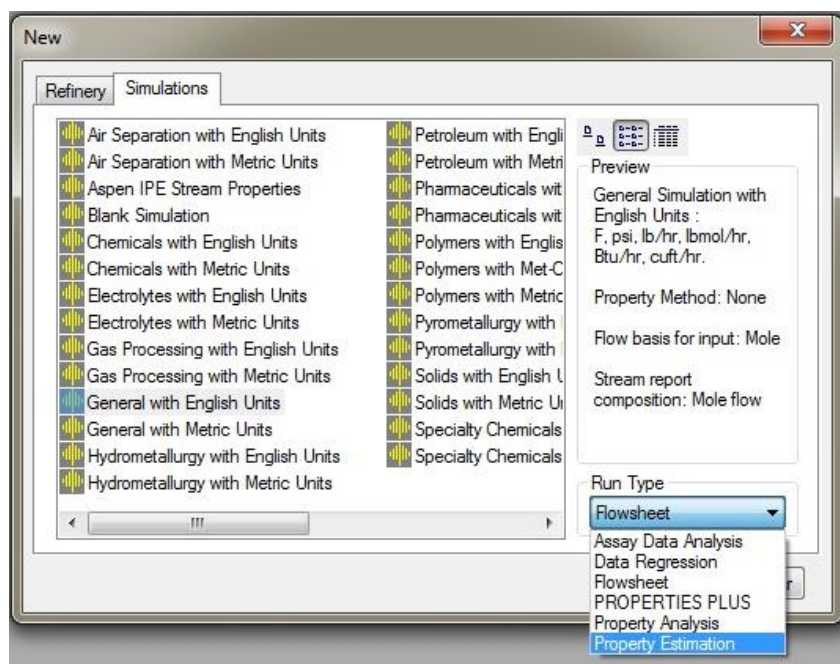 New
Refinery
Simulations
Air Separation with English Units
Air Separation with Metric Units
Aspen IPE Stream Properties
Blank Simulation
Chemicals with English Units
Chemicals with Metric Units
Electrolytes with English Units
Electrolytes with Metric Units
Gas Processing with English Units
Gas Processing with Metric Units
General with English Units
General with Metric Units
Hydrometallurgy with English Units
Hydrometallurgy with Metric Units
Petroleum with Engli
Petroleum with Metri
Pharmaceuticals wit
Pharmaceuticals wit
Polymers with Englis
Polymers with Met-C
Polymers with Metric
Pyrometallurgy with
Pyrometallurgy with
Solids with English U
Solids with Metric Un
Specialty Chemicals
Specialty Chemicals
Preview
General Simulation with
English Units :
F, psi, lb/hr, lbmol/hr,
Btu/hr, cuft/hr.
Property Method: None
Flow basis for input: Mole
Stream report
composition: Mole flow
Run Type
Flowsheet
Assay Data Analysis
Data Regression
Flowsheet
PROPERTIES PLUS
Property Analysis
Property Estimation